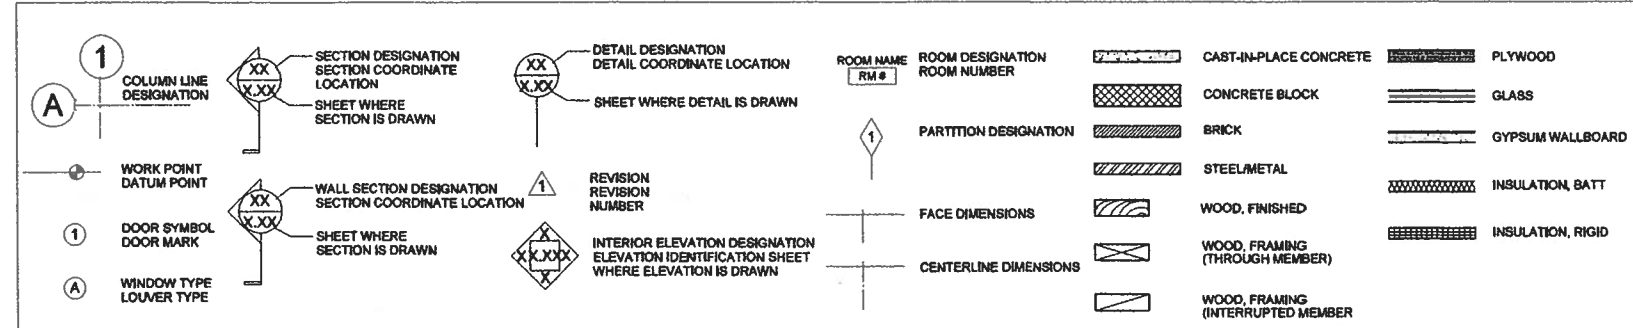 1
A
COLUMN LINE
DESIGNATION
WORK POINT
DATUM POINT
1
DOOR SYMBOL
DOOR MARK
A
WINDOW TYPE
LOUVER TYPE
XX
X.XX
SECTION DESIGNATION
SECTION COORDINATE
LOCATION
SHEET WHERE
SECTION IS DRAWN
XX
X.XX
WALL SECTION DESIGNATION
SECTION COORDINATE LOCATION
SHEET WHERE
SECTION IS DRAWN
XX
X.XX
DETAIL DESIGNATION
DETAIL COORDINATE LOCATION
SHEET WHERE DETAIL IS DRAWN
1
REVISION
REVISION
NUMBER
X
XX.XXX
X
INTERIOR ELEVATION DESIGNATION
ELEVATION IDENTIFICATION SHEET
WHERE ELEVATION IS DRAWN
ROOM NAME
RM #
ROOM DESIGNATION
ROOM NUMBER
1
PARTITION DESIGNATION
FACE DIMENSIONS
CENTERLINE DIMENSIONS
CAST-IN-PLACE CONCRETE
CONCRETE BLOCK
BRICK
STEEL/METAL
WOOD, FINISHED
WOOD, FRAMING
(THROUGH MEMBER)
WOOD, FRAMING
(INTERRUPTED MEMBER
PLYWOOD
GLASS
GYPSUM WALLBOARD
INSULATION, BATT
INSULATION, RIGID